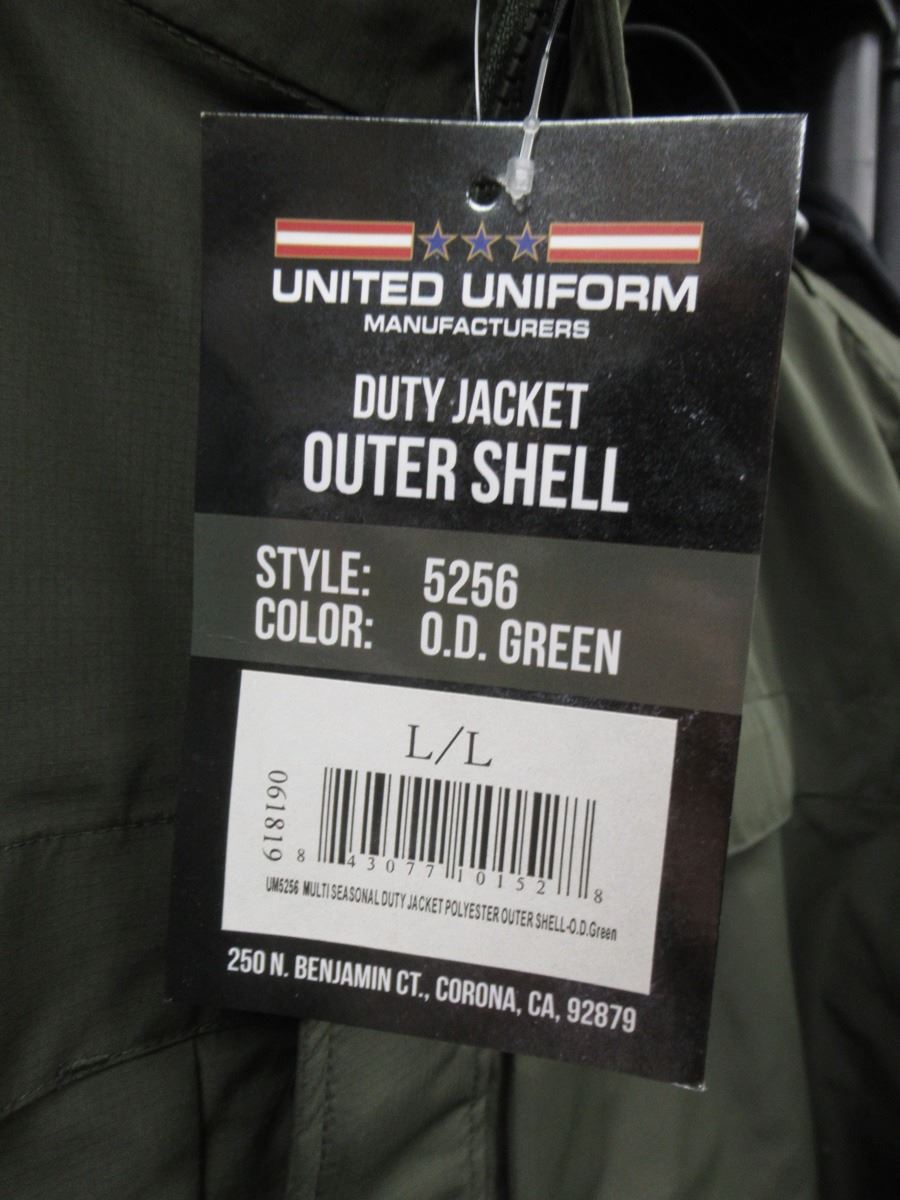 UNITED UNIFORM
MANUFACTURERS
DUTY JACKET
OUTER SHELL
STYLE: 5256
COLOR: O.D. GREEN
L/L
061819
8 43077 10152 8
UM5256 MULTI SEASONAL DUTY JACKET POLYESTER OUTER SHELL-O.D.Green
250 N. BENJAMIN CT., CORONA, CA, 92879